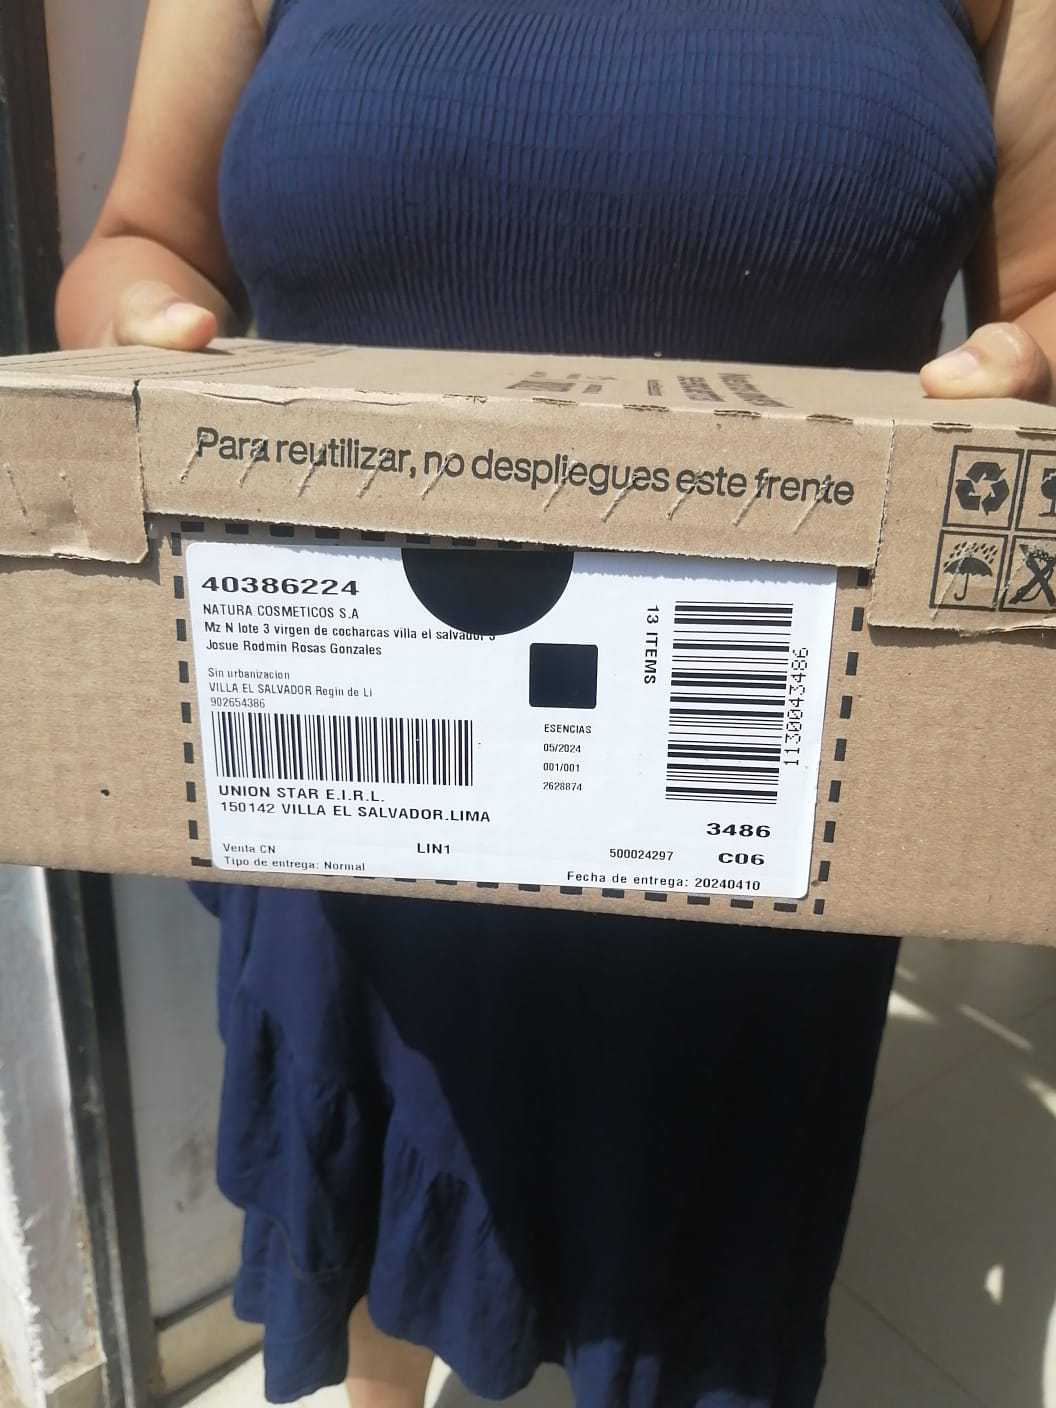 Para reutilizar, no despliegues este frente
40386224
NATURA COSMETICOS S.A
Mz N lote 3 virgen de cocharcas villa el salvador
Josue Rodmin Rosas Gonzales
Sin urbanizacion
VILLA EL SALVADOR Regin de Li
902654386
UNION STAR E.I.R.L.
150142 VILLA EL SALVADOR.LIMA
Venta CN
LIN1
Tipo de entrega: Normal
ESENCIAS
05/2024
001/001
2628874
13 ITEMS
1130043486
3486
500024297
C06
Fecha de entrega: 20240410